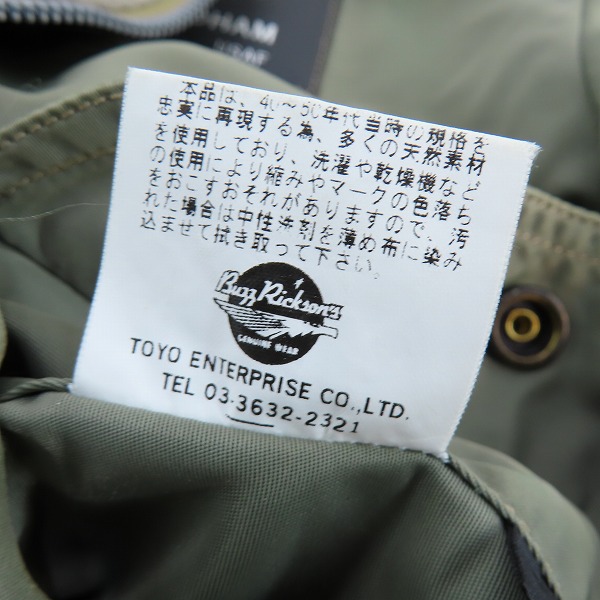 HAM
USAF
本品は、40〜50年代当時の規格を
忠実に再現する為、多くの天然素材
を使用しており、洗濯や乾燥機など
の使用により縮みやマークの色落ち
をおこすおそれがありますので、汚
れた場合は中性洗剤を薄め布に染み
込ませて拭き取って下さい。
Buzz Rickson's
GENUINE WEAR
TOYO ENTERPRISE CO.,LTD.
TEL 03-3632-2321